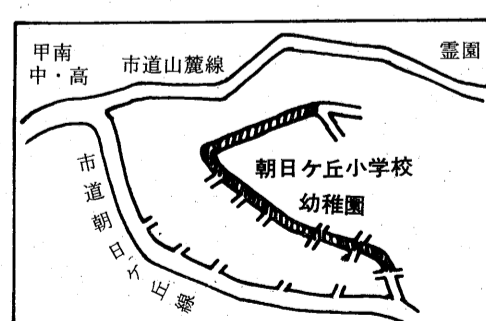 甲南
中・高
市道山麓線
霊園
朝日ケ丘小学校
幼稚園
市道朝日ケ丘線